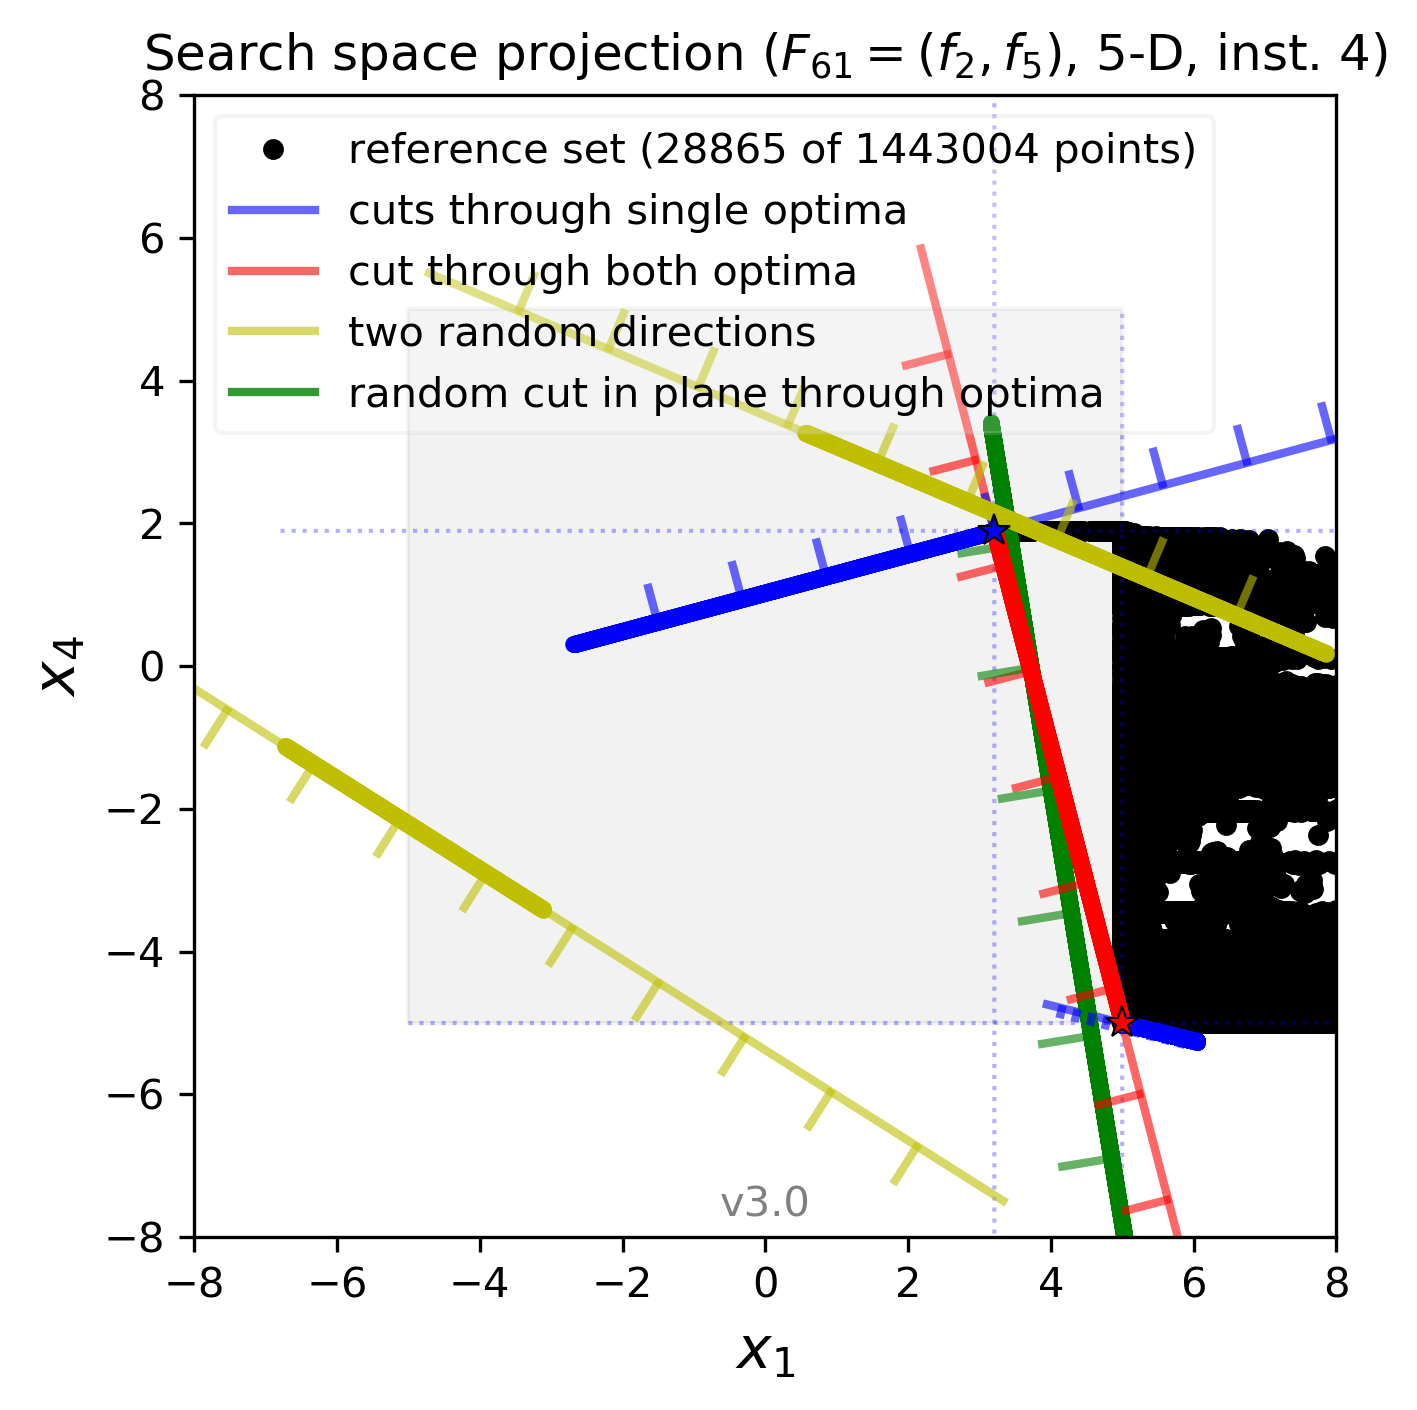 Search space projection (F₆₁ = (f₂, f₅), 5-D, inst. 4)
reference set (28865 of 1443004 points)
cuts through single optima
cut through both optima
two random directions
random cut in plane through optima
8
6
4
2
0
−2
−4
−6
−8
x₄
v3.0
−8 −6 −4 −2 0 2 4 6 8
x₁